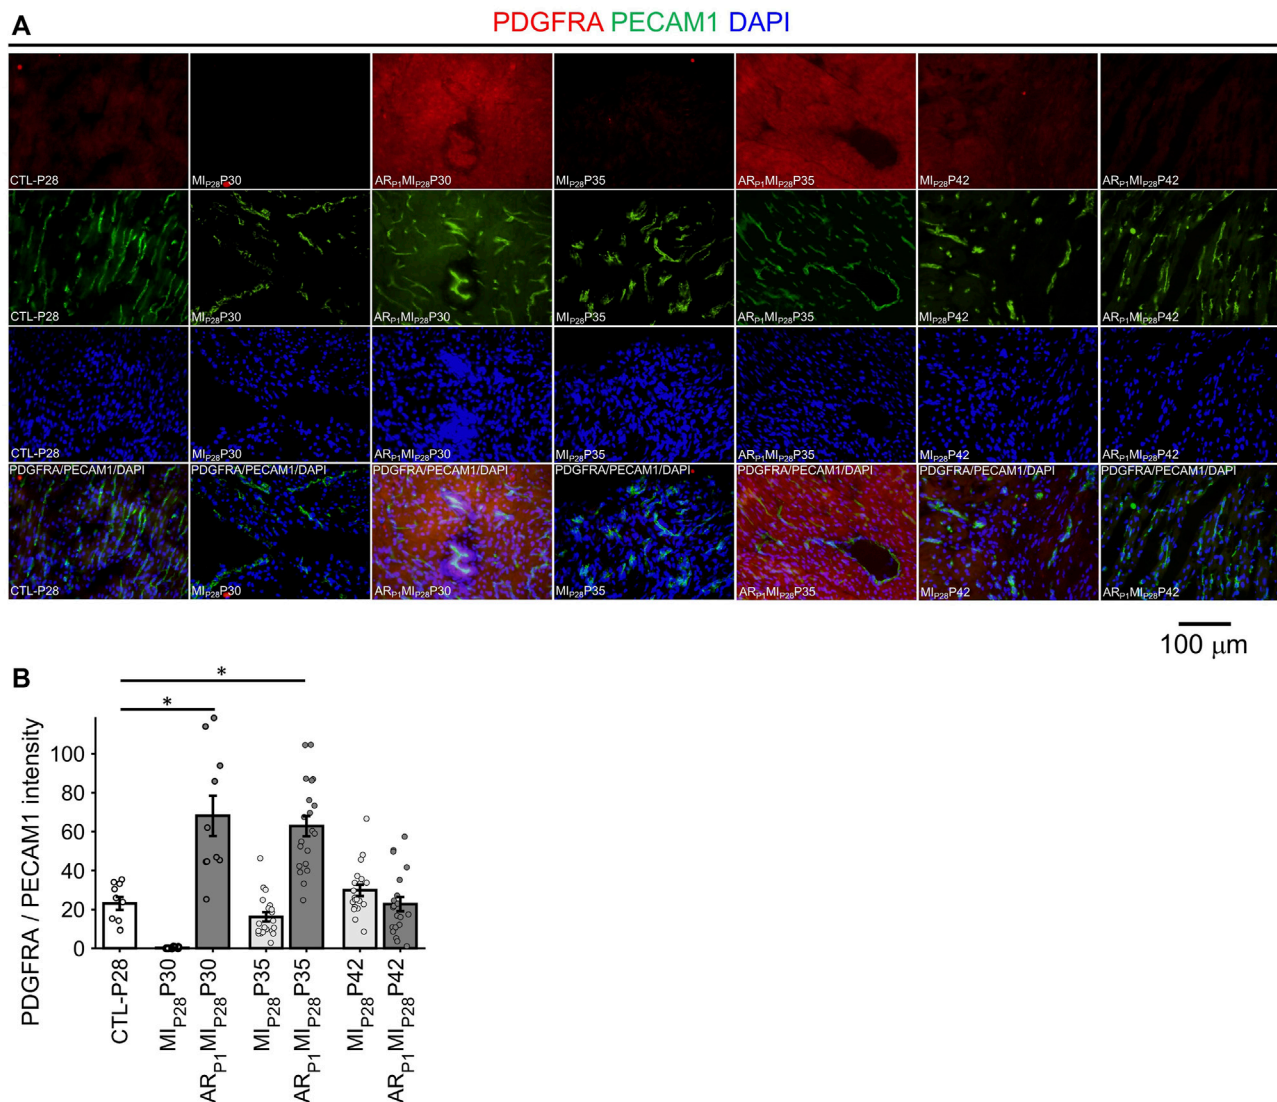 A
PDGFRA PECAM1 DAPI
CTL-P28 MIP28P30 ARP1MIP28P30 MIP28P35 ARP1MIP28P35 MIP28P42 ARP1MIP28P42
CTL-P28 MIP28P30 ARP1MIP28P30 MIP28P35 ARP1MIP28P35 MIP28P42 ARP1MIP28P42
CTL-P28 MIP28P30 ARP1MIP28P30 MIP28P35 ARP1MIP28P35 MIP28P42 ARP1MIP28P42
PDGFRA/PECAM1/DAPI PDGFRA/PECAM1/DAPI PDGFRA/PECAM1/DAPI PDGFRA/PECAM1/DAPI PDGFRA/PECAM1/DAPI PDGFRA/PECAM1/DAPI PDGFRA/PECAM1/DAPI
CTL-P28 MIP28P30 ARP1MIP28P30 MIP28P35 ARP1MIP28P35 MIP28P42 ARP1MIP28P42
100 μm
B
*
*
PDGFRA / PECAM1 intensity
100
80
60
40
20
0
CTL-P28
MIP28P30
ARP1MIP28P30
MIP28P35
ARP1MIP28P35
MIP28P42
ARP1MIP28P42